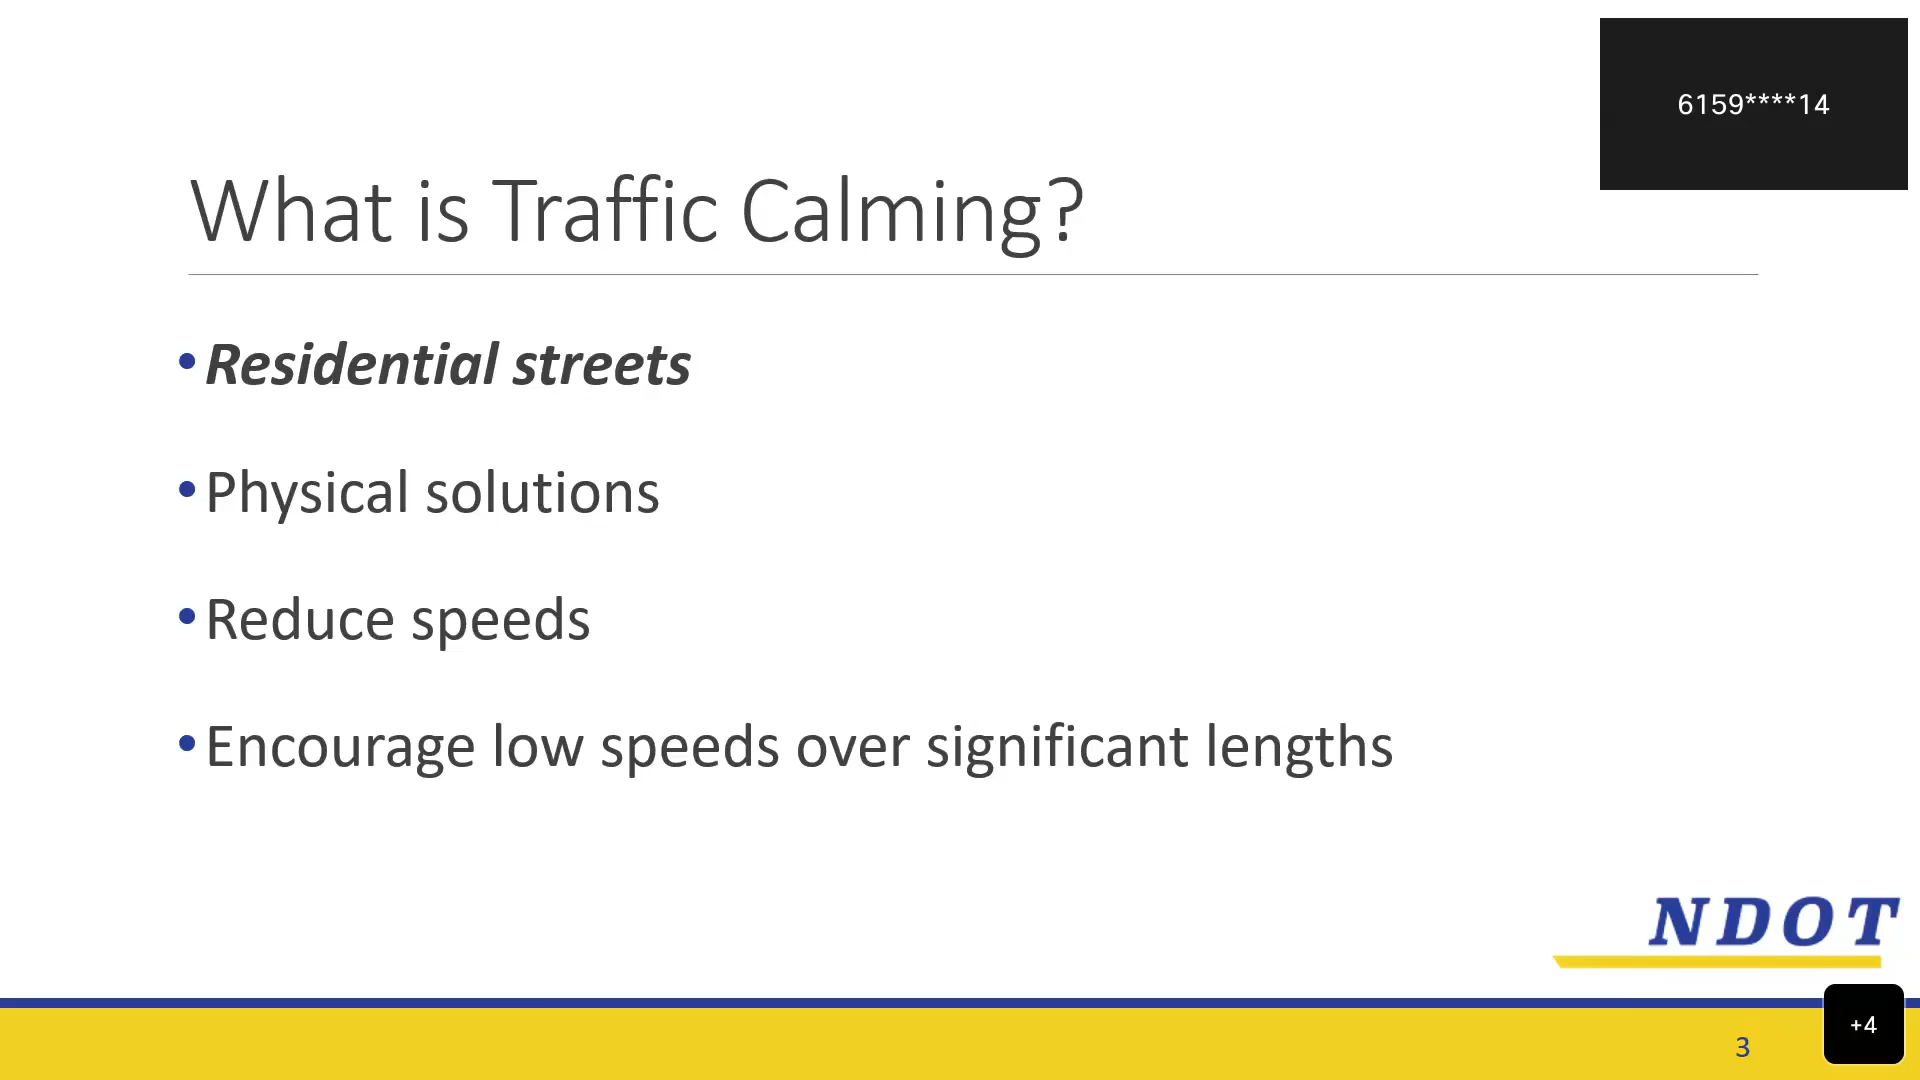 6159****14
What is Traffic Calming?
• Residential streets
• Physical solutions
• Reduce speeds
• Encourage low speeds over significant lengths
NDOT
3
+4